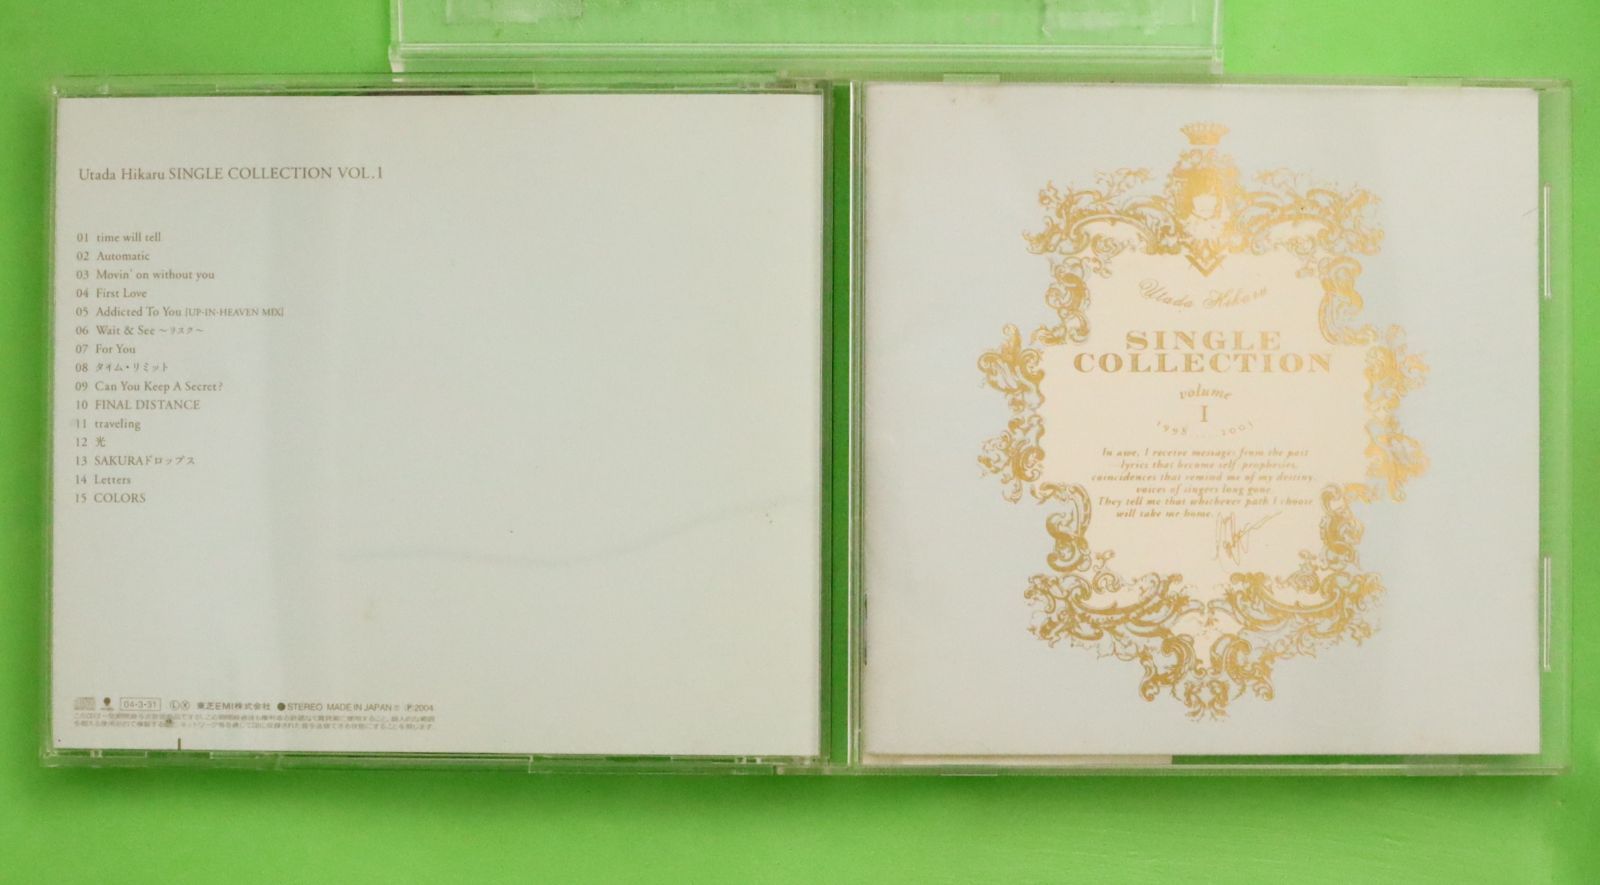 Utada Hikaru SINGLE COLLECTION VOL.1
01 time will tell
02 Automatic
03 Movin' on without you
04 First Love
05 Addicted To You [UP-IN-HEAVEN MIX]
06 Wait & See ～リスク～
07 For You
08 タイム・リミット
09 Can You Keep A Secret?
10 FINAL DISTANCE
11 traveling
12 光
13 SAKURAドロップス
14 Letters
15 COLORS
04-3-31 Ⓛ Ⓨ 東芝EMI株式会社 ●STEREO MADE IN JAPAN ℗2004
Utada Hikaru
SINGLE
COLLECTION
volume
I
In awe, I receive messages from the past
—lyrics that become self-prophesies,
coincidences that remind me of my destiny,
voices of singers long gone.
They tell me that whichever path I choose
will take me home.